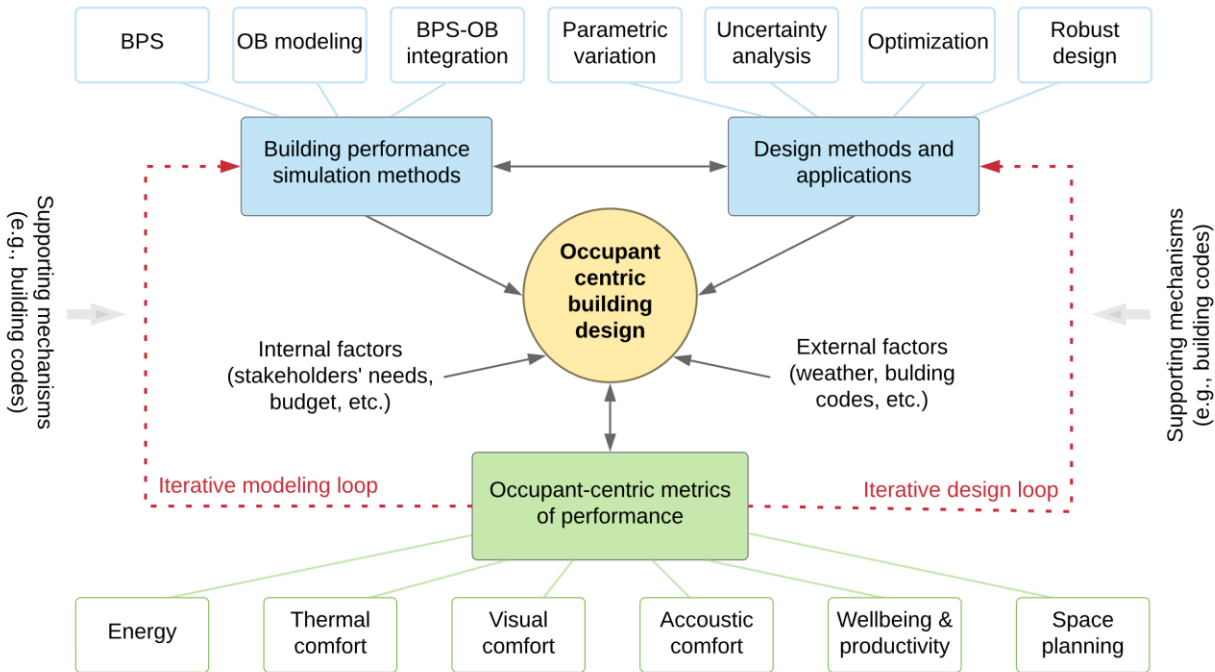 BPS
OB modeling
BPS-OB
integration
Parametric
variation
Uncertainty
analysis
Optimization
Robust
design
Building performance
simulation methods
Design methods and
applications
Supporting mechanisms
(e.g., building codes)
Occupant
centric
building
design
Supporting mechanisms
(e.g., building codes)
Internal factors
(stakeholders' needs,
budget, etc.)
External factors
(weather, bulding
codes, etc.)
Iterative modeling loop
Occupant-centric metrics
of performance
Iterative design loop
Energy
Thermal
comfort
Visual
comfort
Accoustic
comfort
Wellbeing &
productivity
Space
planning